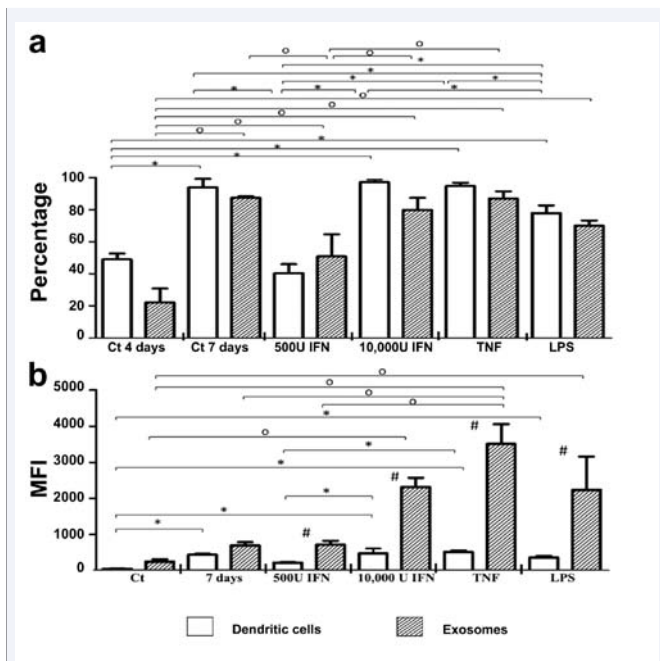 a
Percentage
100
80
60
40
20
0
Ct 4 days Ct 7 days 500U IFN 10,000U IFN TNF LPS
b
MFI
5000
4000
3000
2000
1000
0
# # # #
Ct 7 days 500U IFN 10,000 U IFN TNF LPS
Dendritic cells Exosomes